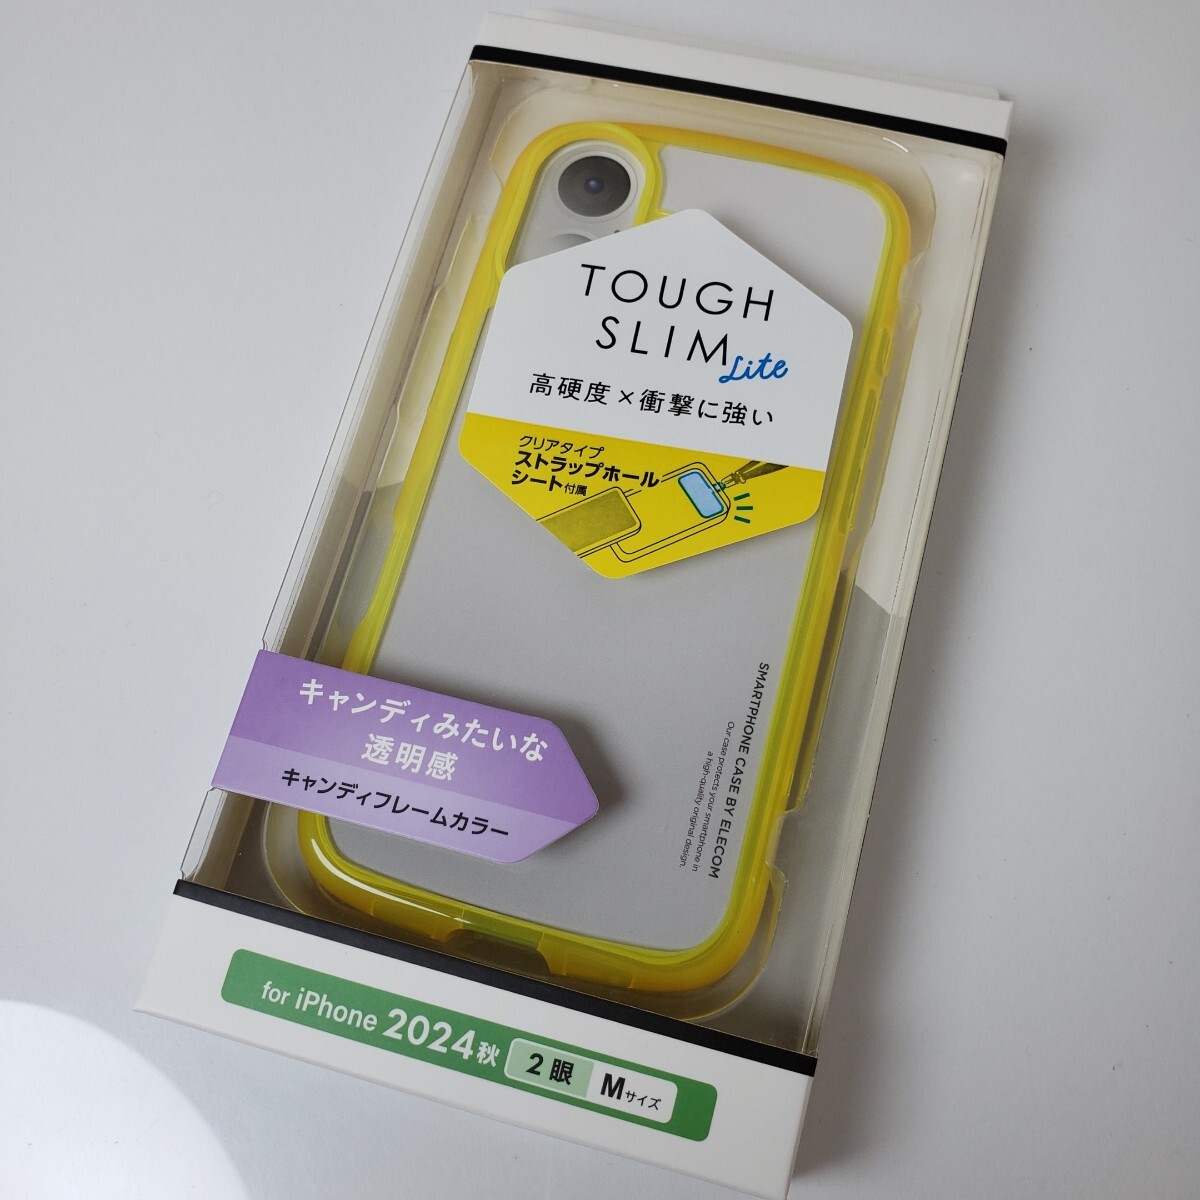 TOUGH
SLIM Lite
高硬度×衝撃に強い
クリアタイプ
ストラップホール
シート付属
SMARTPHONE CASE BY ELECOM
Our case protects your smartphone in
a high-quality original design.
キャンディみたいな
透明感
キャンディフレームカラー
for iPhone 2024秋 2眼 Mサイズ